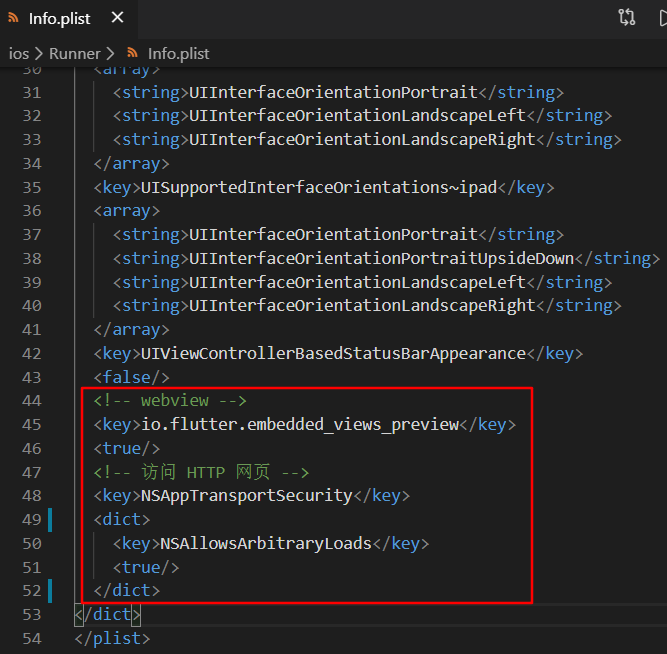 Info.plist
ios > Runner > Info.plist
30 <array>
31 <string>UIInterfaceOrientationPortrait</string>
32 <string>UIInterfaceOrientationLandscapeLeft</string>
33 <string>UIInterfaceOrientationLandscapeRight</string>
34 </array>
35 <key>UISupportedInterfaceOrientations~ipad</key>
36 <array>
37 <string>UIInterfaceOrientationPortrait</string>
38 <string>UIInterfaceOrientationPortraitUpsideDown</string>
39 <string>UIInterfaceOrientationLandscapeLeft</string>
40 <string>UIInterfaceOrientationLandscapeRight</string>
41 </array>
42 <key>UIViewControllerBasedStatusBarAppearance</key>
43 <false/>
44 <!-- webview -->
45 <key>io.flutter.embedded_views_preview</key>
46 <true/>
47 <!-- 访问 HTTP 网页 -->
48 <key>NSAppTransportSecurity</key>
49 <dict>
50 <key>NSAllowsArbitraryLoads</key>
51 <true/>
52 </dict>
53 </dict>
54 </plist>